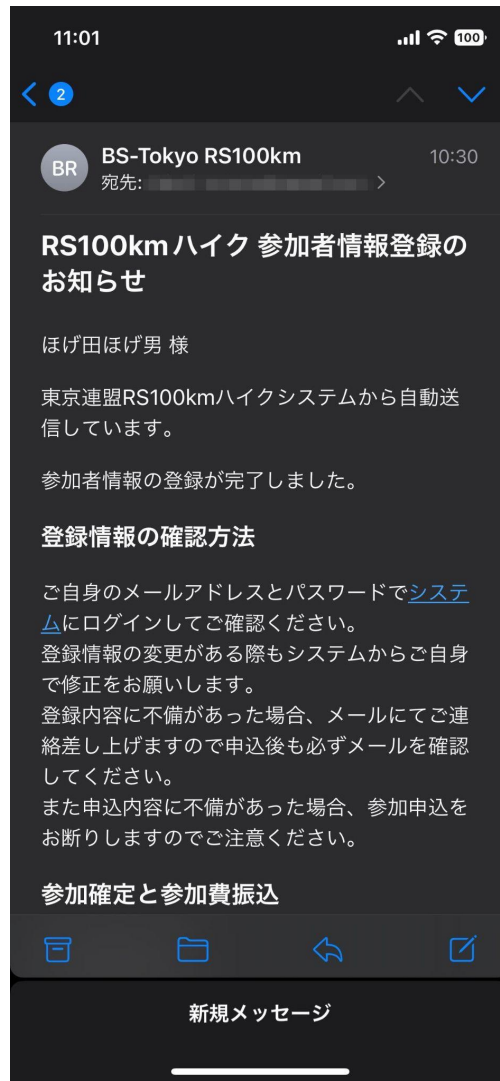 11:01
100
2
BR
BS-Tokyo RS100km
10:30
宛先:
RS100kmハイク 参加者情報登録の
お知らせ
ほげ田ほげ男 様
東京連盟RS100kmハイクシステムから自動送
信しています。
参加者情報の登録が完了しました。
登録情報の確認方法
ご自身のメールアドレスとパスワードでシステ
ムにログインしてご確認ください。
登録情報の変更がある際もシステムからご自身
で修正をお願いします。
登録内容に不備があった場合、メールにてご連
絡差し上げますので申込後も必ずメールを確認
してください。
また申込内容に不備があった場合、参加申込を
お断りしますのでご注意ください。
参加確定と参加費振込
新規メッセージ